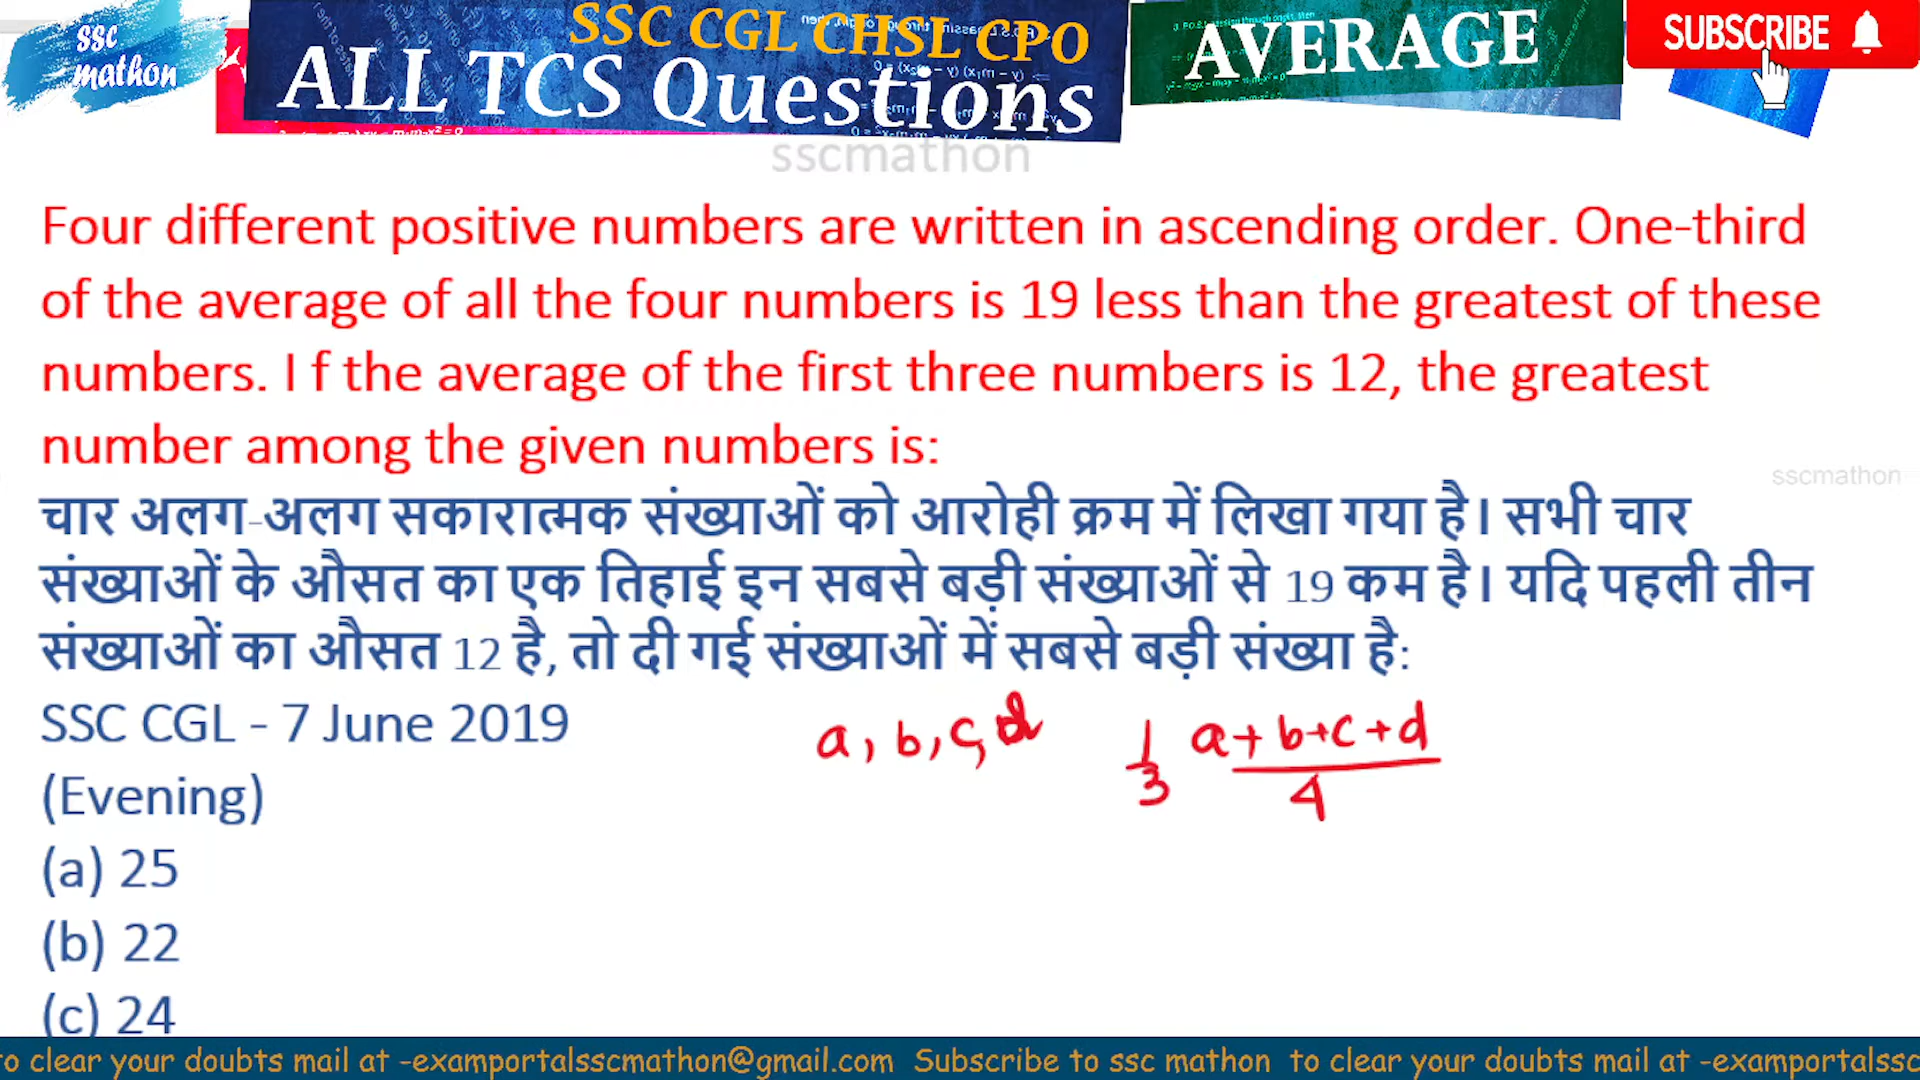 ssc
mathon
SSC CGL CHSL CPO
ALL TCS Questions
AVERAGE
SUBSCRIBE
sscmathon
Four different positive numbers are written in ascending order. One-third
of the average of all the four numbers is 19 less than the greatest of these
numbers. I f the average of the first three numbers is 12, the greatest
number among the given numbers is:
sscmathon
चार अलग-अलग सकारात्मक संख्याओं को आरोही क्रम में लिखा गया है। सभी चार
संख्याओं के औसत का एक तिहाई इन सबसे बड़ी संख्याओं से 19 कम है। यदि पहली तीन
संख्याओं का औसत 12 है, तो दी गई संख्याओं में सबसे बड़ी संख्या है:
SSC CGL - 7 June 2019
(Evening)
a, b, c, d
1/3 a+b+c+d/4
(a) 25
(b) 22
(c) 24
to clear your doubts mail at -examportalsscmathon@gmail.com Subscribe to ssc mathon to clear your doubts mail at -examportalssc